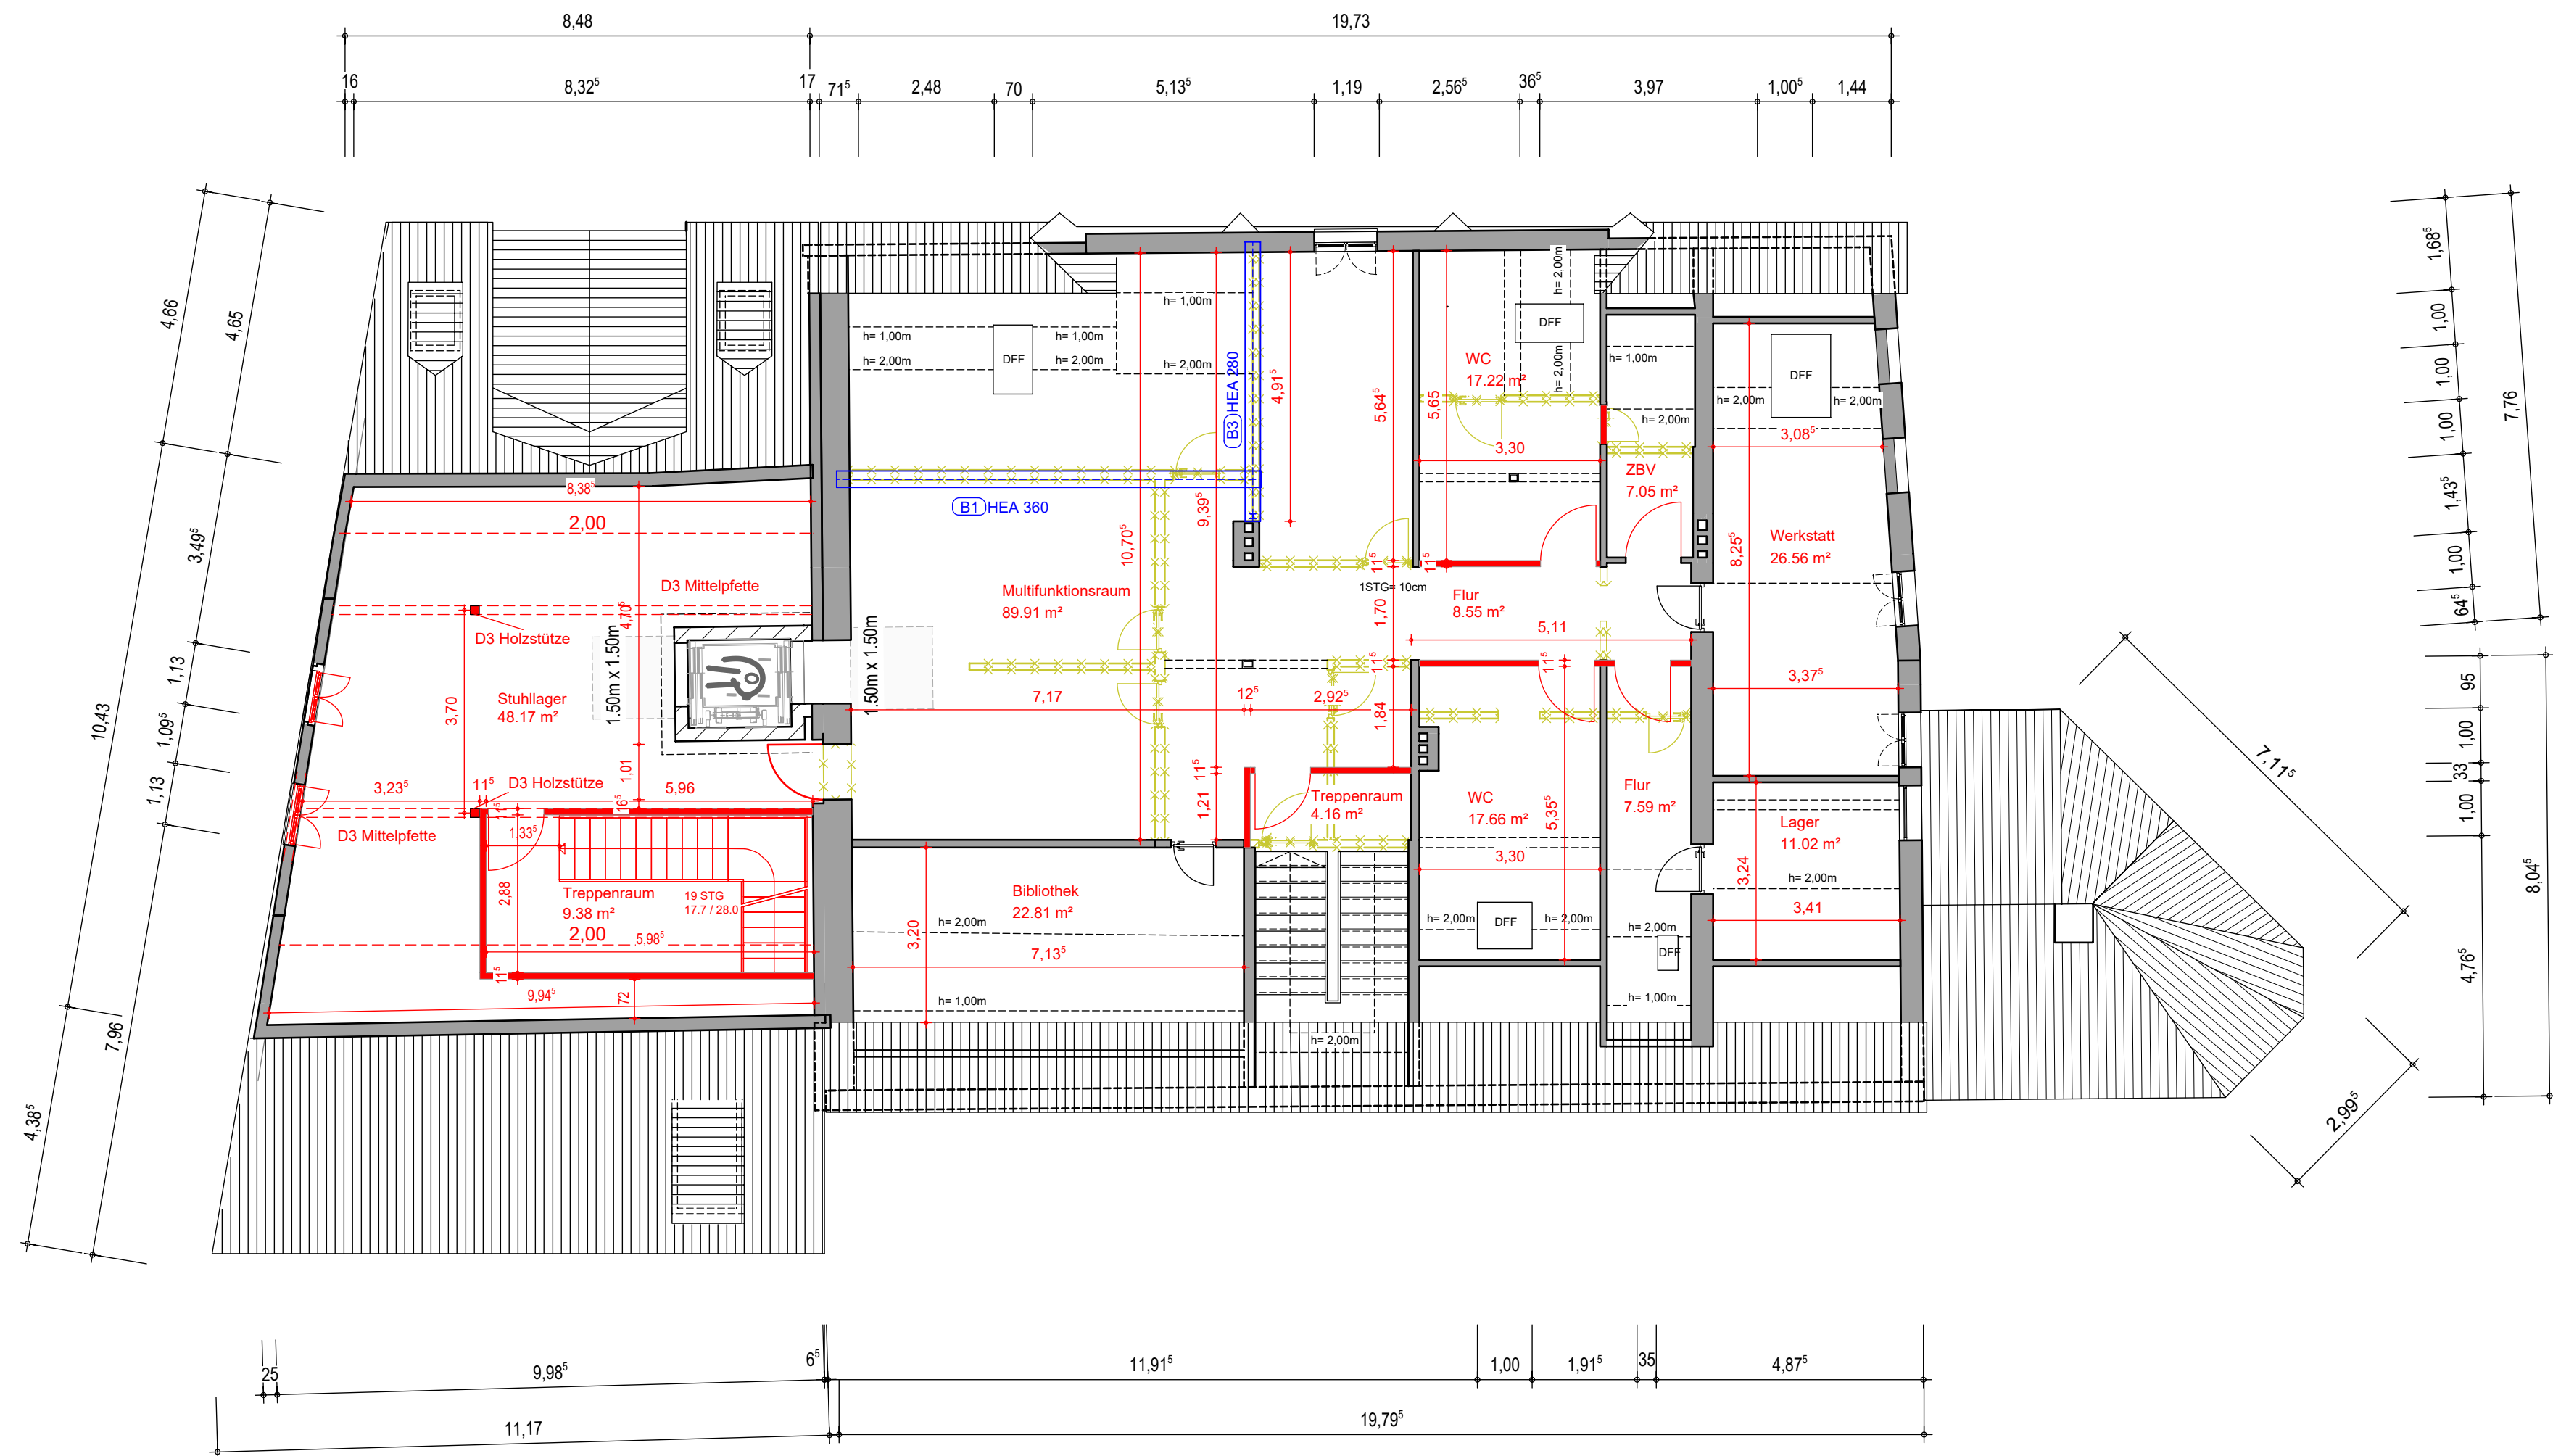 8,48
19,73
16
8,32⁵
17
71⁵
2,48
70
5,13⁵
1,19
2,56⁵
36⁵
3,97
1,00⁵
1,44
4,66
4,65
10,43
3,49⁵
1,13
1,09⁵
1,13
7,96
4,38⁵
1,68⁵
1,00
1,00
1,00
1,43⁵
1,00
64⁵
7,76
95
1,00
33
1,00
4,76⁵
8,04⁵
7,11⁵
2,99⁵
h= 1,00m
h= 2,00m
DFF
h= 1,00m
h= 2,00m
h= 1,00m
h= 2,00m
B3 HEA 280
4,91⁵
5,64⁵
5,65
B1 HEA 360
10,70⁵
9,39⁵
WC
17.22 m²
DFF
h= 2,00m
h= 2,00m
3,30
h= 1,00m
h= 2,00m
ZBV
7.05 m²
DFF
h= 2,00m
h= 2,00m
3,08⁵
Werkstatt
26.56 m²
8,25⁵
3,37⁵
8,38⁵
2,00
D3 Mittelpfette
4,70⁵
D3 Holzstütze
Stuhllager
48.17 m²
3,70
1.50m x 1.50m
1.50m x 1.50m
Multifunktionsraum
89.91 m²
11⁵
11⁵
1STG= 10cm
1,70
Flur
8.55 m²
5,11
11⁵
11⁵
7,17
12⁵
2,92⁵
1,84
1,01
3,23⁵
11⁵
D3 Holzstütze
5,96
16⁵
11⁵
1.33⁵
D3 Mittelpfette
2,88
Treppenraum
9.38 m²
19 STG
17.7 / 28.0
2,00
5,98⁵
11⁵
9,94⁵
72
11⁵
1,21
Treppenraum
4.16 m²
Bibliothek
22.81 m²
h= 2,00m
3,20
7,13⁵
h= 1,00m
h= 2,00m
WC
17.66 m²
5,35⁵
3,30
h= 2,00m
DFF
h= 2,00m
Flur
7.59 m²
h= 2,00m
DFF
h= 1,00m
Lager
11.02 m²
3,24
h= 2,00m
3,41
25
9,98⁵
6⁵
11,91⁵
1,00
1,91⁵
35
4,87⁵
11,17
19,79⁵